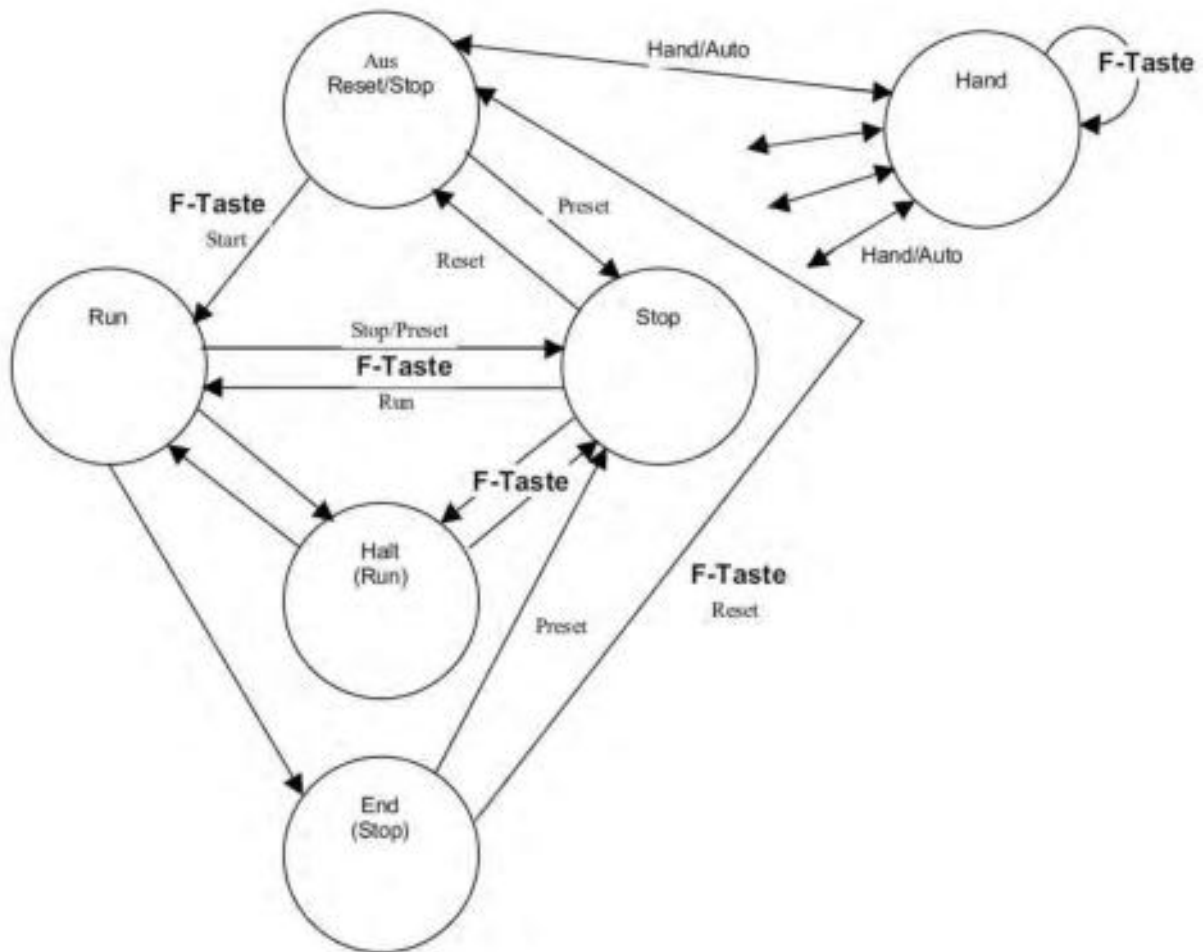 Aus
Reset/Stop
Hand/Auto
Hand
F-Taste
F-Taste
Start
Preset
Reset
Hand/Auto
Run
Stop/Preset
F-Taste
Run
Stop
F-Taste
Halt
(Run)
F-Taste
Reset
Preset
End
(Stop)